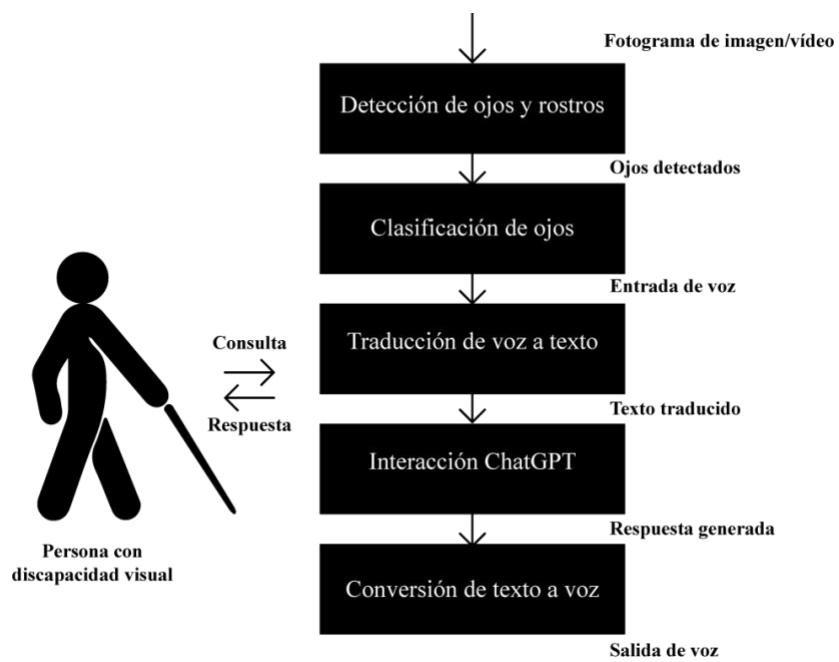 Fotograma de imagen/vídeo
Detección de ojos y rostros
Ojos detectados
Clasificación de ojos
Entrada de voz
Traducción de voz a texto
Consulta
Respuesta
Texto traducido
Interacción ChatGPT
Respuesta generada
Persona con
discapacidad visual
Conversión de texto a voz
Salida de voz